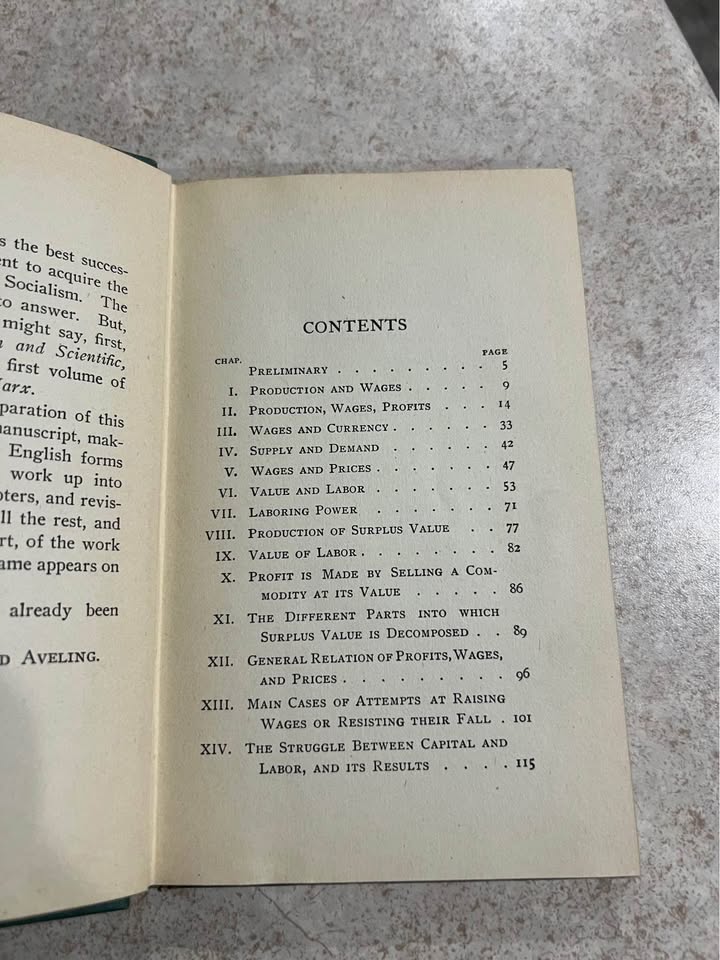 s the best succes-
nt to acquire the
Socialism. The
to answer. But,
might say, first,
and Scientific,
first volume of
Marx.
paration of this
manuscript, mak-
English forms
work up into
pters, and revis-
ll the rest, and
rt, of the work
ame appears on
already been
D AVELING.
CONTENTS
CHAP. PAGE
PRELIMINARY . . . . . . . . . 5
I. PRODUCTION AND WAGES . . . . . 9
II. PRODUCTION, WAGES, PROFITS . . . 14
III. WAGES AND CURRENCY . . . . . . 33
IV. SUPPLY AND DEMAND . . . . . . 42
V. WAGES AND PRICES . . . . . . . 47
VI. VALUE AND LABOR . . . . . . . 53
VII. LABORING POWER . . . . . . . 71
VIII. PRODUCTION OF SURPLUS VALUE . . 77
IX. VALUE OF LABOR . . . . . . . . 82
X. PROFIT IS MADE BY SELLING A COM-
MODITY AT ITS VALUE . . . . . 86
XI. THE DIFFERENT PARTS INTO WHICH
SURPLUS VALUE IS DECOMPOSED . . 89
XII. GENERAL RELATION OF PROFITS, WAGES,
AND PRICES . . . . . . . . . 96
XIII. MAIN CASES OF ATTEMPTS AT RAISING
WAGES OR RESISTING THEIR FALL . 101
XIV. THE STRUGGLE BETWEEN CAPITAL AND
LABOR, AND ITS RESULTS . . . . 115